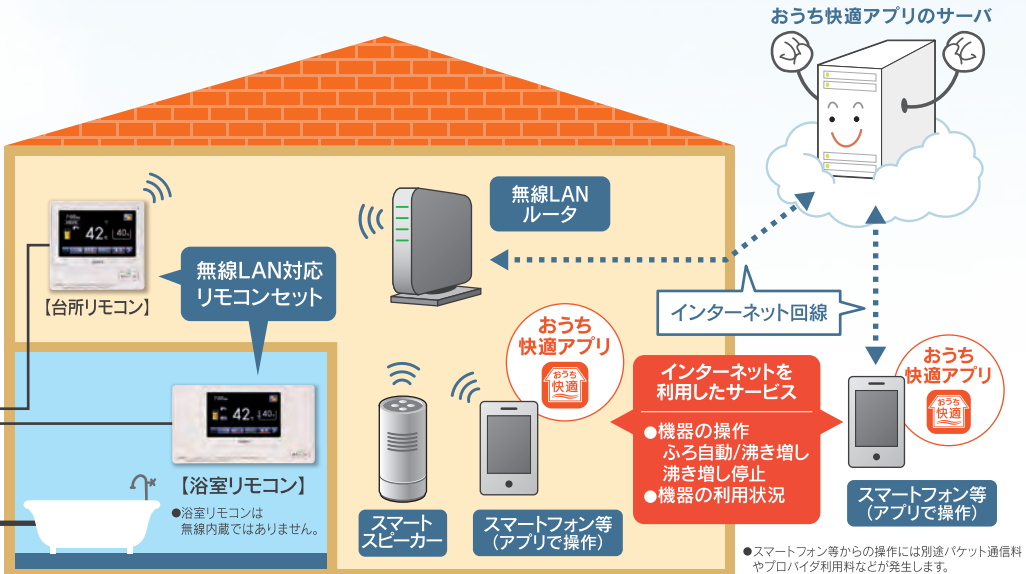 おうち快適アプリのサーバ
無線LAN
ルータ
無線LAN対応
リモコンセット
42
40
【台所リモコン】
インターネット回線
おうち
快適アプリ
おうち
快適
インターネットを
利用したサービス
●機器の操作
ふろ自動/沸き増し
沸き増し停止
●機器の利用状況
おうち
快適アプリ
おうち
快適
42
40
【浴室リモコン】
●浴室リモコンは
無線内蔵ではありません。
スマート
スピーカー
スマートフォン等
(アプリで操作)
スマートフォン等
(アプリで操作)
●スマートフォン等からの操作には別途パケット通信料
やプロバイダ利用料などが発生します。